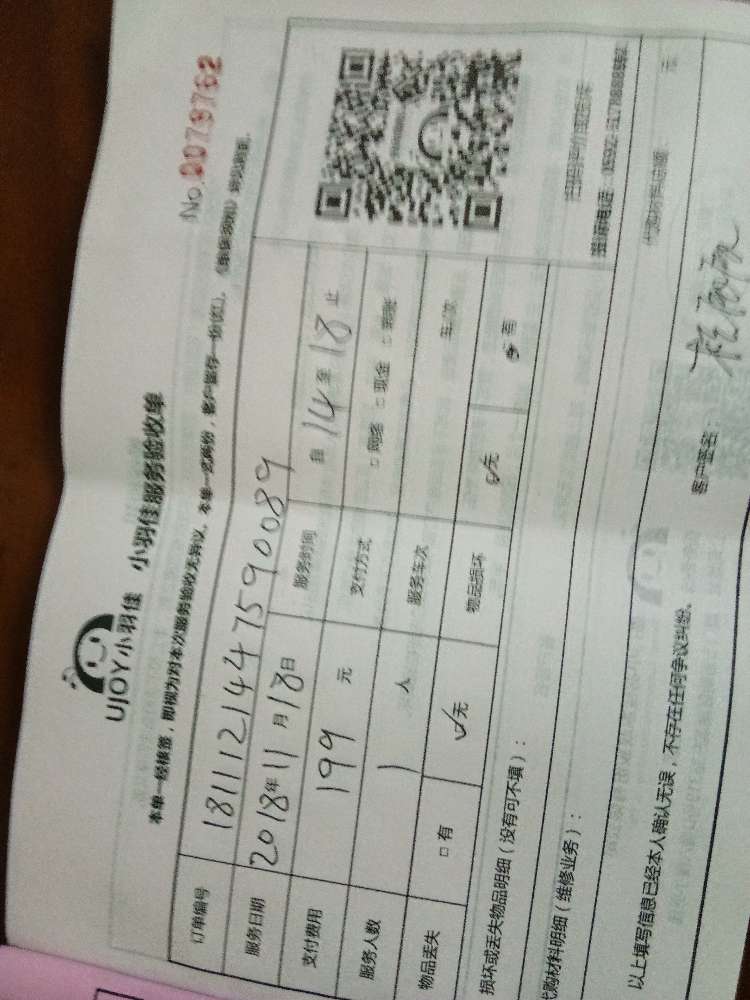 UJOY小羽佳 小羽佳服务验收单
No.0079762
本单一经核签，即视为对本次服务验收无异议。本单一式两份，客户留存一份(红)。
订单编号 181112144759 0089
服务日期 2018年11月18日 服务时间 自14至18止
支付费用 199 元 支付方式 □网络 □现金 □
服务人数 1 人 服务车次 车/次
物品丢失 □有 ☑无 物品损坏 ☑无 有
损坏或丢失物品明细（没有可不填）：
代购材料明细（维修业务）：
元
以上填写信息已经本人确认无误，不存在任何争议纠纷。
客户签名：